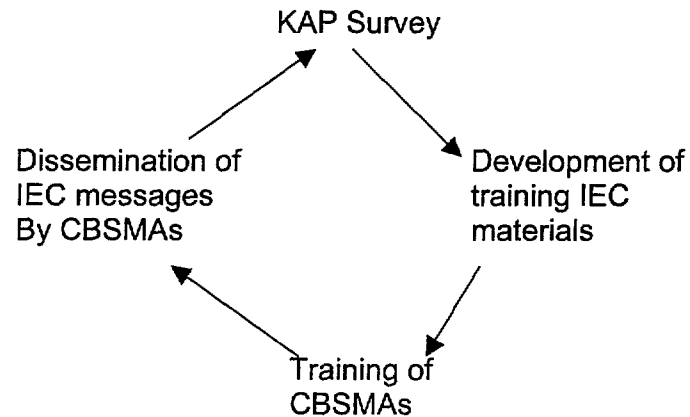 KAP Survey
Development of
training IEC
materials
Training of
CBSMAs
Dissemination of
IEC messages
By CBSMAs